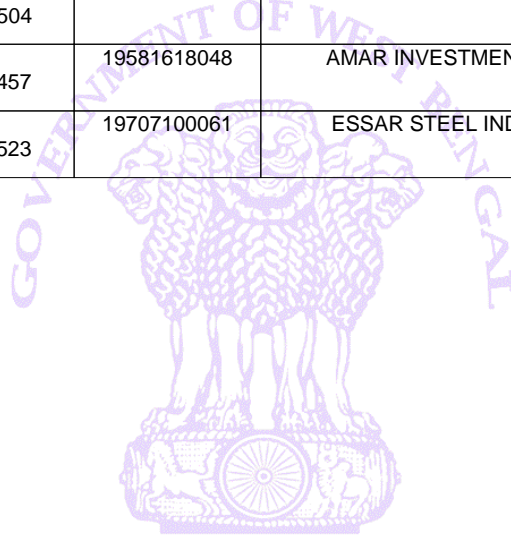 504
19581618048 AMAR INVESTMEN
457
19707100061 ESSAR STEEL IND
523
GOVERNMENT OF WEST BENGAL